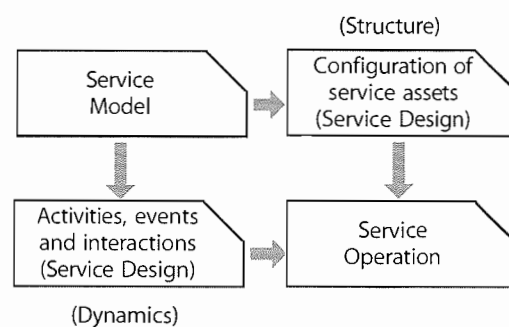 (Structure)
Service
Model
Configuration of
service assets
(Service Design)
Activities, events
and interactions
(Service Design)
Service
Operation
(Dynamics)